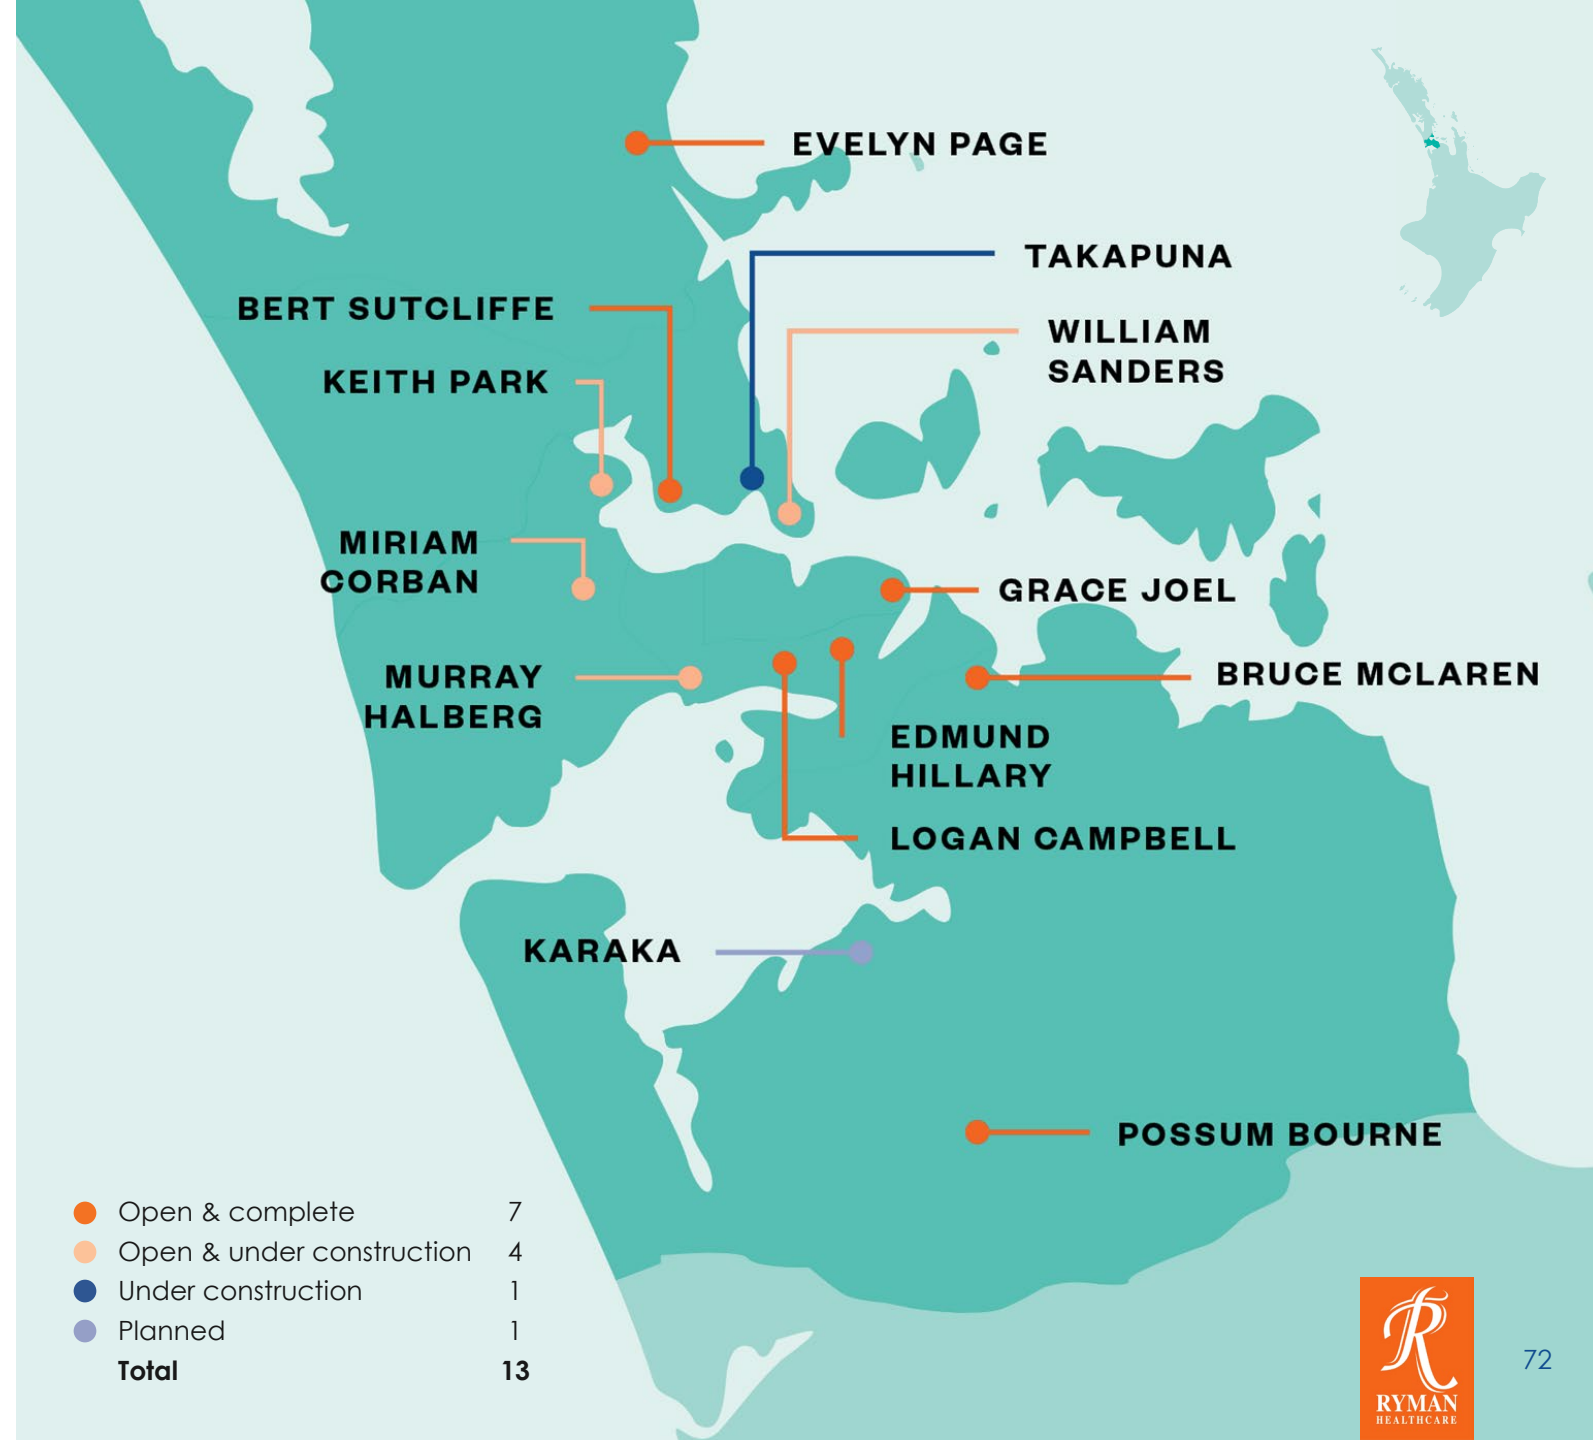 EVELYN PAGE
TAKAPUNA
BERT SUTCLIFFE
WILLIAM
SANDERS
KEITH PARK
MIRIAM
CORBAN
GRACE JOEL
MURRAY
HALBERG
BRUCE MCLAREN
EDMUND
HILLARY
LOGAN CAMPBELL
KARAKA
POSSUM BOURNE
Open & complete 7
Open & under construction 4
Under construction 1
Planned 1
Total 13
RYMAN
HEALTHCARE
72